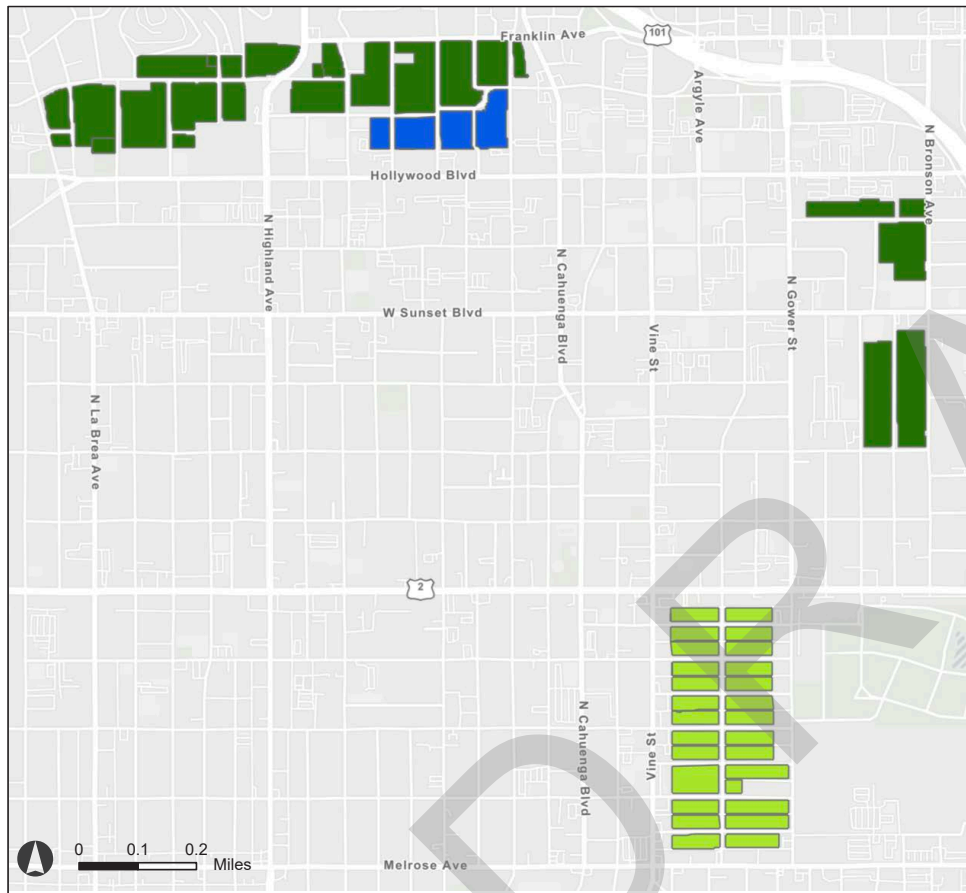 Franklin Ave
101
Argyle Ave
N Bronson Ave
Hollywood Blvd
N Highland Ave
N Cahuenga Blvd
N Gower St
W Sunset Blvd
Vine St
N La Brea Ave
2
N Cahuenga Blvd
Vine St
0 0.1 0.2
Miles
Melrose Ave